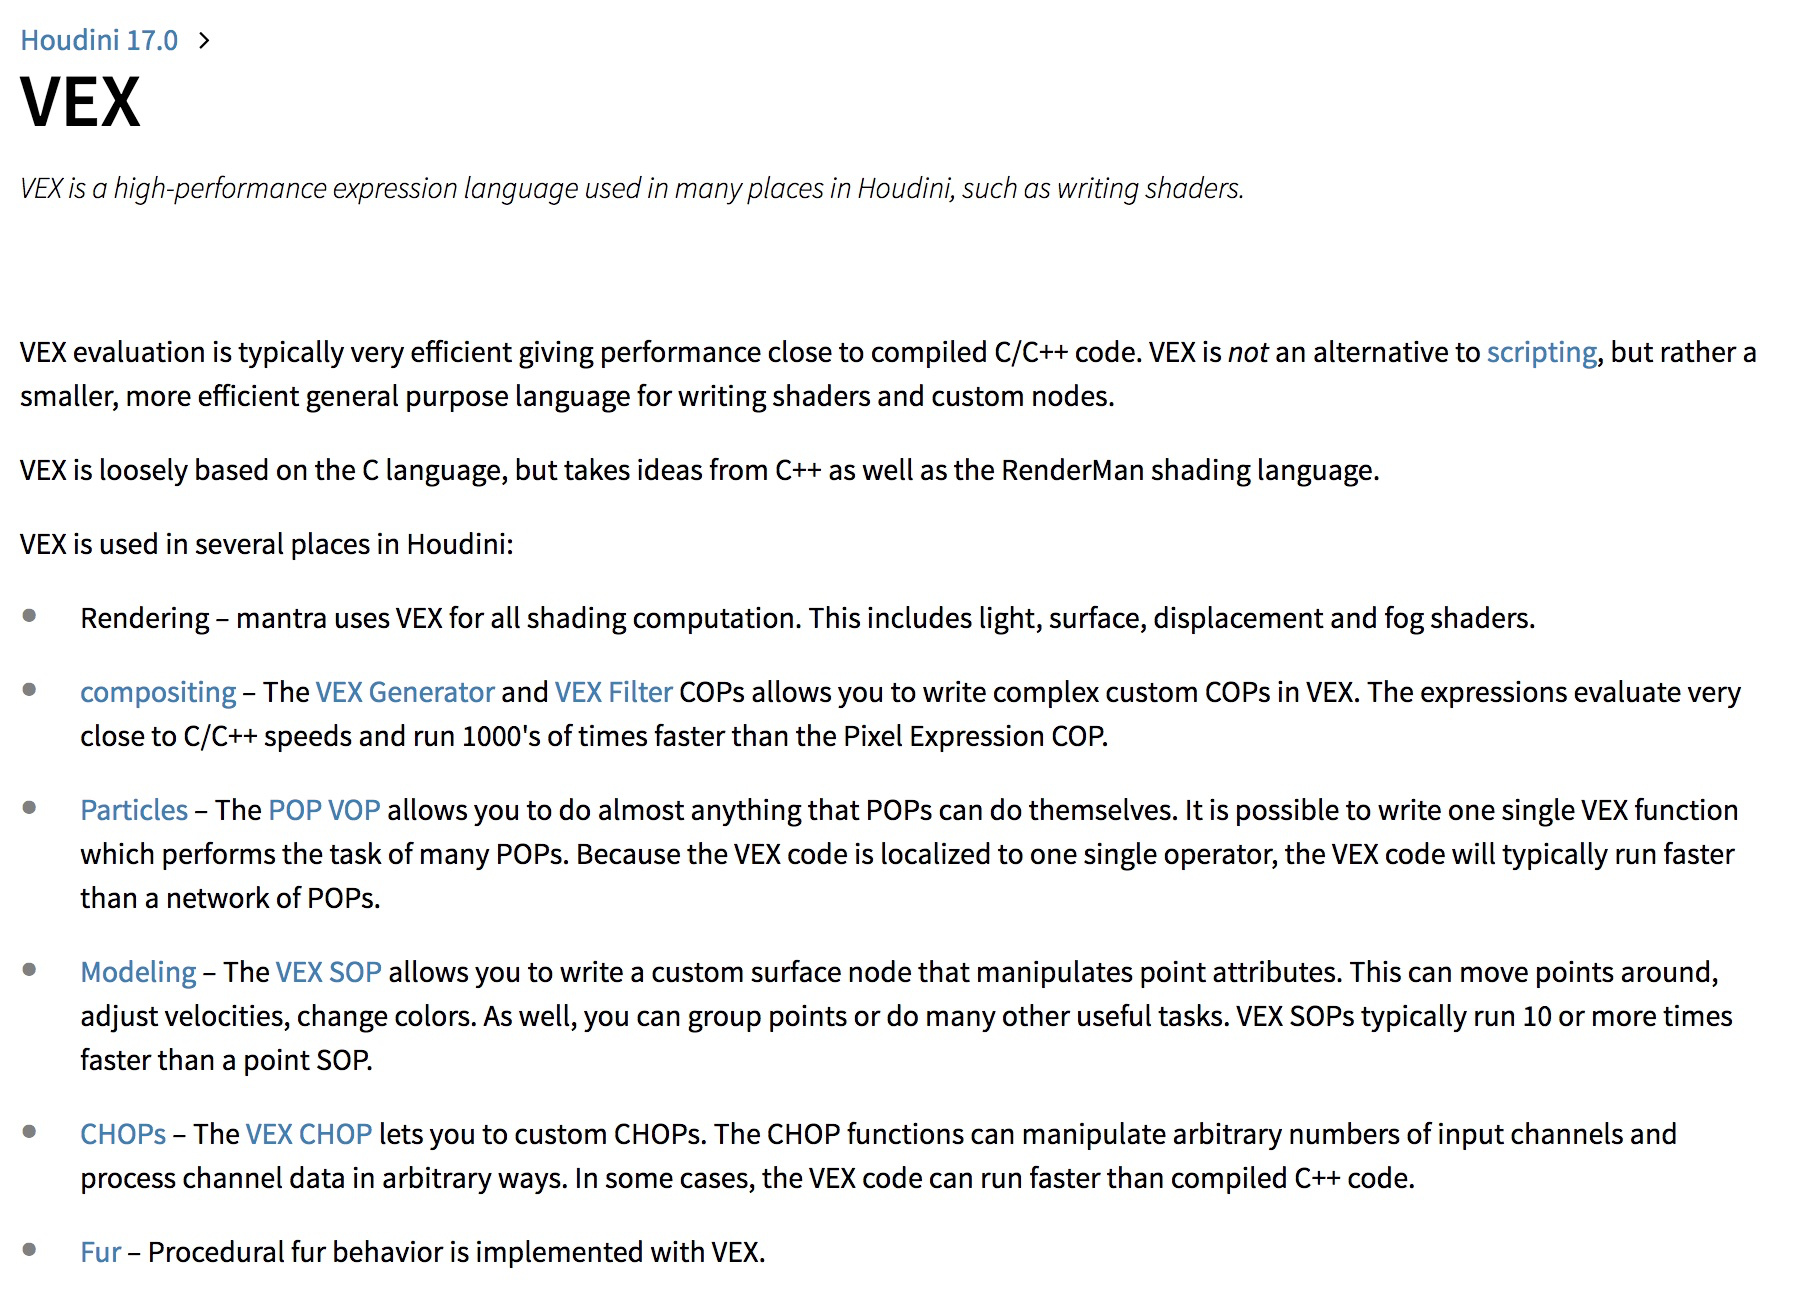 Houdini 17.0 >
VEX
VEX is a high-performance expression language used in many places in Houdini, such as writing shaders.
VEX evaluation is typically very efficient giving performance close to compiled C/C++ code. VEX is not an alternative to scripting, but rather a
smaller, more efficient general purpose language for writing shaders and custom nodes.
VEX is loosely based on the C language, but takes ideas from C++ as well as the RenderMan shading language.
VEX is used in several places in Houdini:
• Rendering – mantra uses VEX for all shading computation. This includes light, surface, displacement and fog shaders.
• compositing – The VEX Generator and VEX Filter COPs allows you to write complex custom COPs in VEX. The expressions evaluate very
close to C/C++ speeds and run 1000's of times faster than the Pixel Expression COP.
• Particles – The POP VOP allows you to do almost anything that POPs can do themselves. It is possible to write one single VEX function
which performs the task of many POPs. Because the VEX code is localized to one single operator, the VEX code will typically run faster
than a network of POPs.
• Modeling – The VEX SOP allows you to write a custom surface node that manipulates point attributes. This can move points around,
adjust velocities, change colors. As well, you can group points or do many other useful tasks. VEX SOPs typically run 10 or more times
faster than a point SOP.
• CHOPs – The VEX CHOP lets you to custom CHOPs. The CHOP functions can manipulate arbitrary numbers of input channels and
process channel data in arbitrary ways. In some cases, the VEX code can run faster than compiled C++ code.
• Fur – Procedural fur behavior is implemented with VEX.